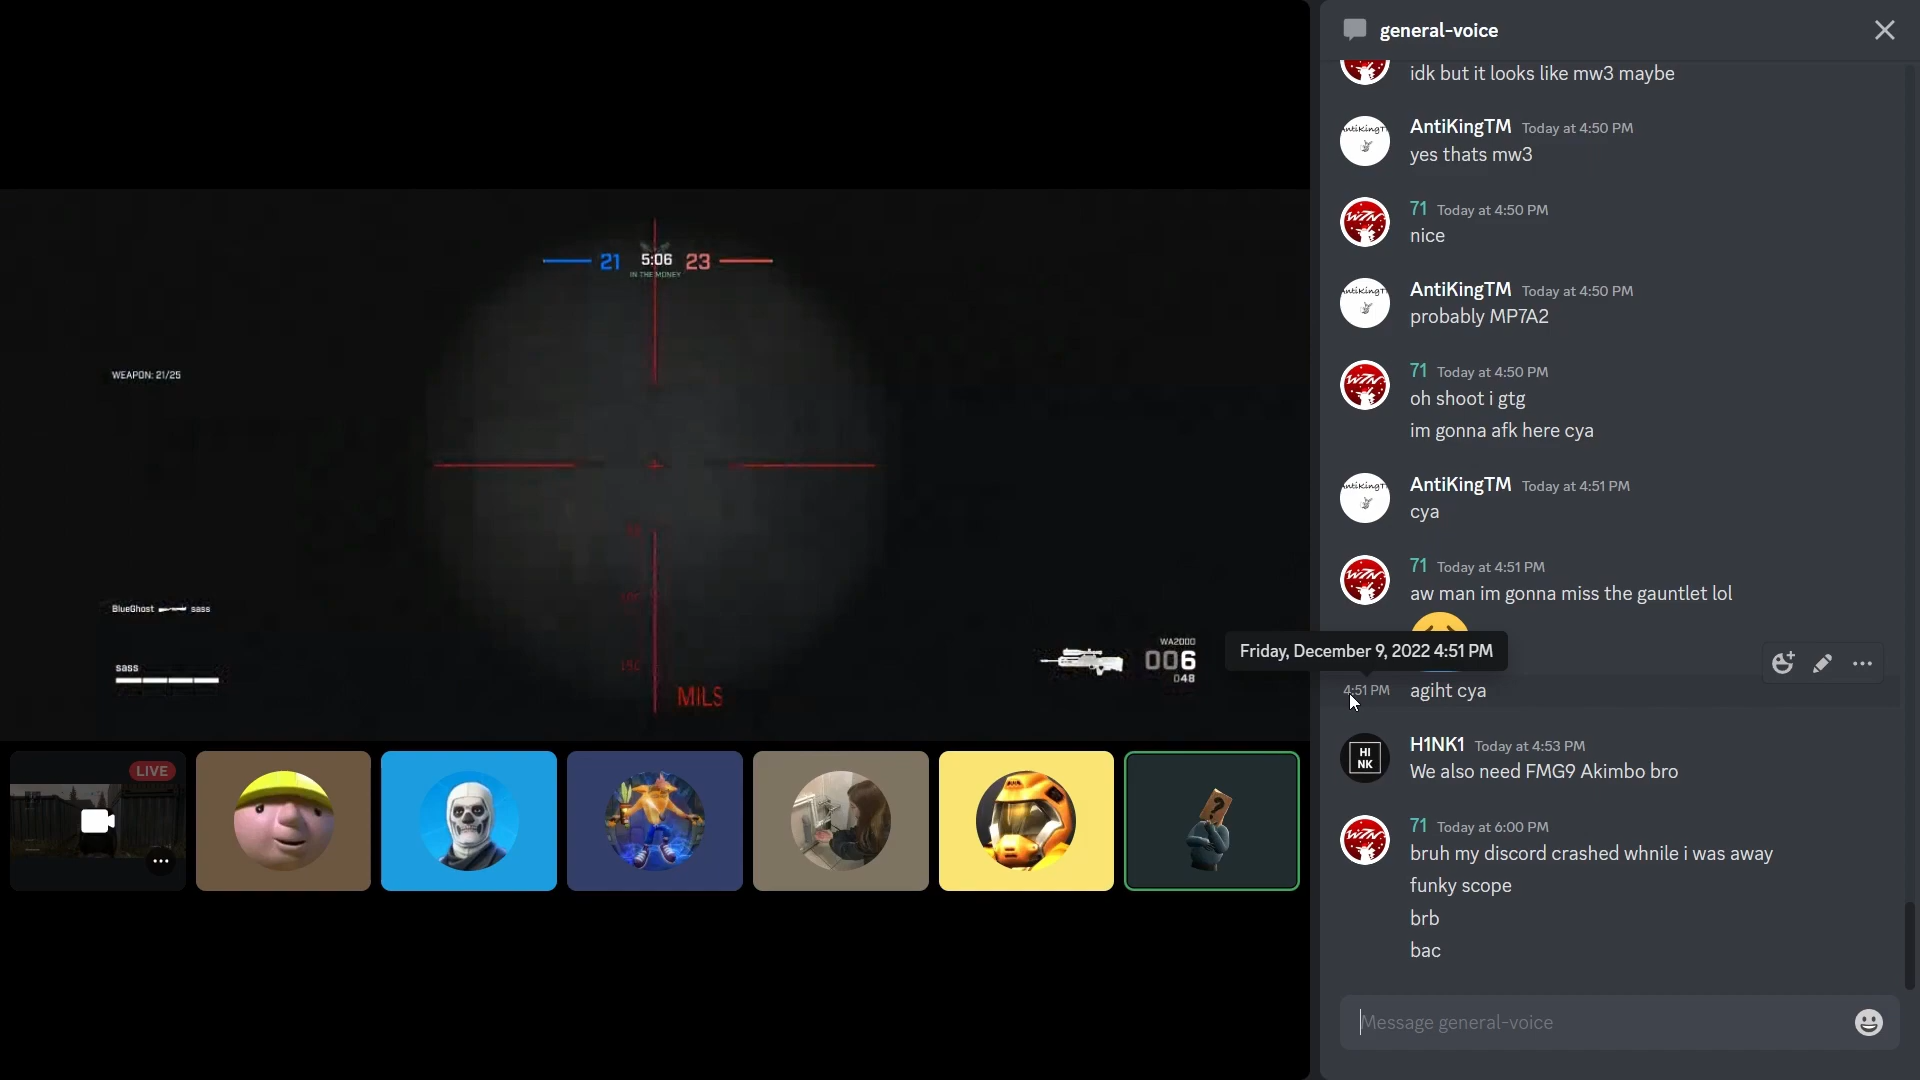 general-voice
idk but it looks like mw3 maybe
AntiKingTM Today at 4:50 PM
yes thats mw3
71 Today at 4:50 PM
nice
AntiKingTM Today at 4:50 PM
probably MP7A2
71 Today at 4:50 PM
oh shoot i gtg
im gonna afk here cya
AntiKingTM Today at 4:51 PM
cya
71 Today at 4:51 PM
aw man im gonna miss the gauntlet lol
Friday, December 9, 2022 4:51 PM
4:51 PM agiht cya
HI
NK
H1NK1 Today at 4:53 PM
We also need FMG9 Akimbo bro
71 Today at 6:00 PM
bruh my discord crashed whnile i was away
funky scope
brb
bac
Message general-voice
21 5:06 23
IN THE MONEY
WEAPON: 21/25
BlueGhost sass
sass
WA2000
006
048
MILS
LIVE